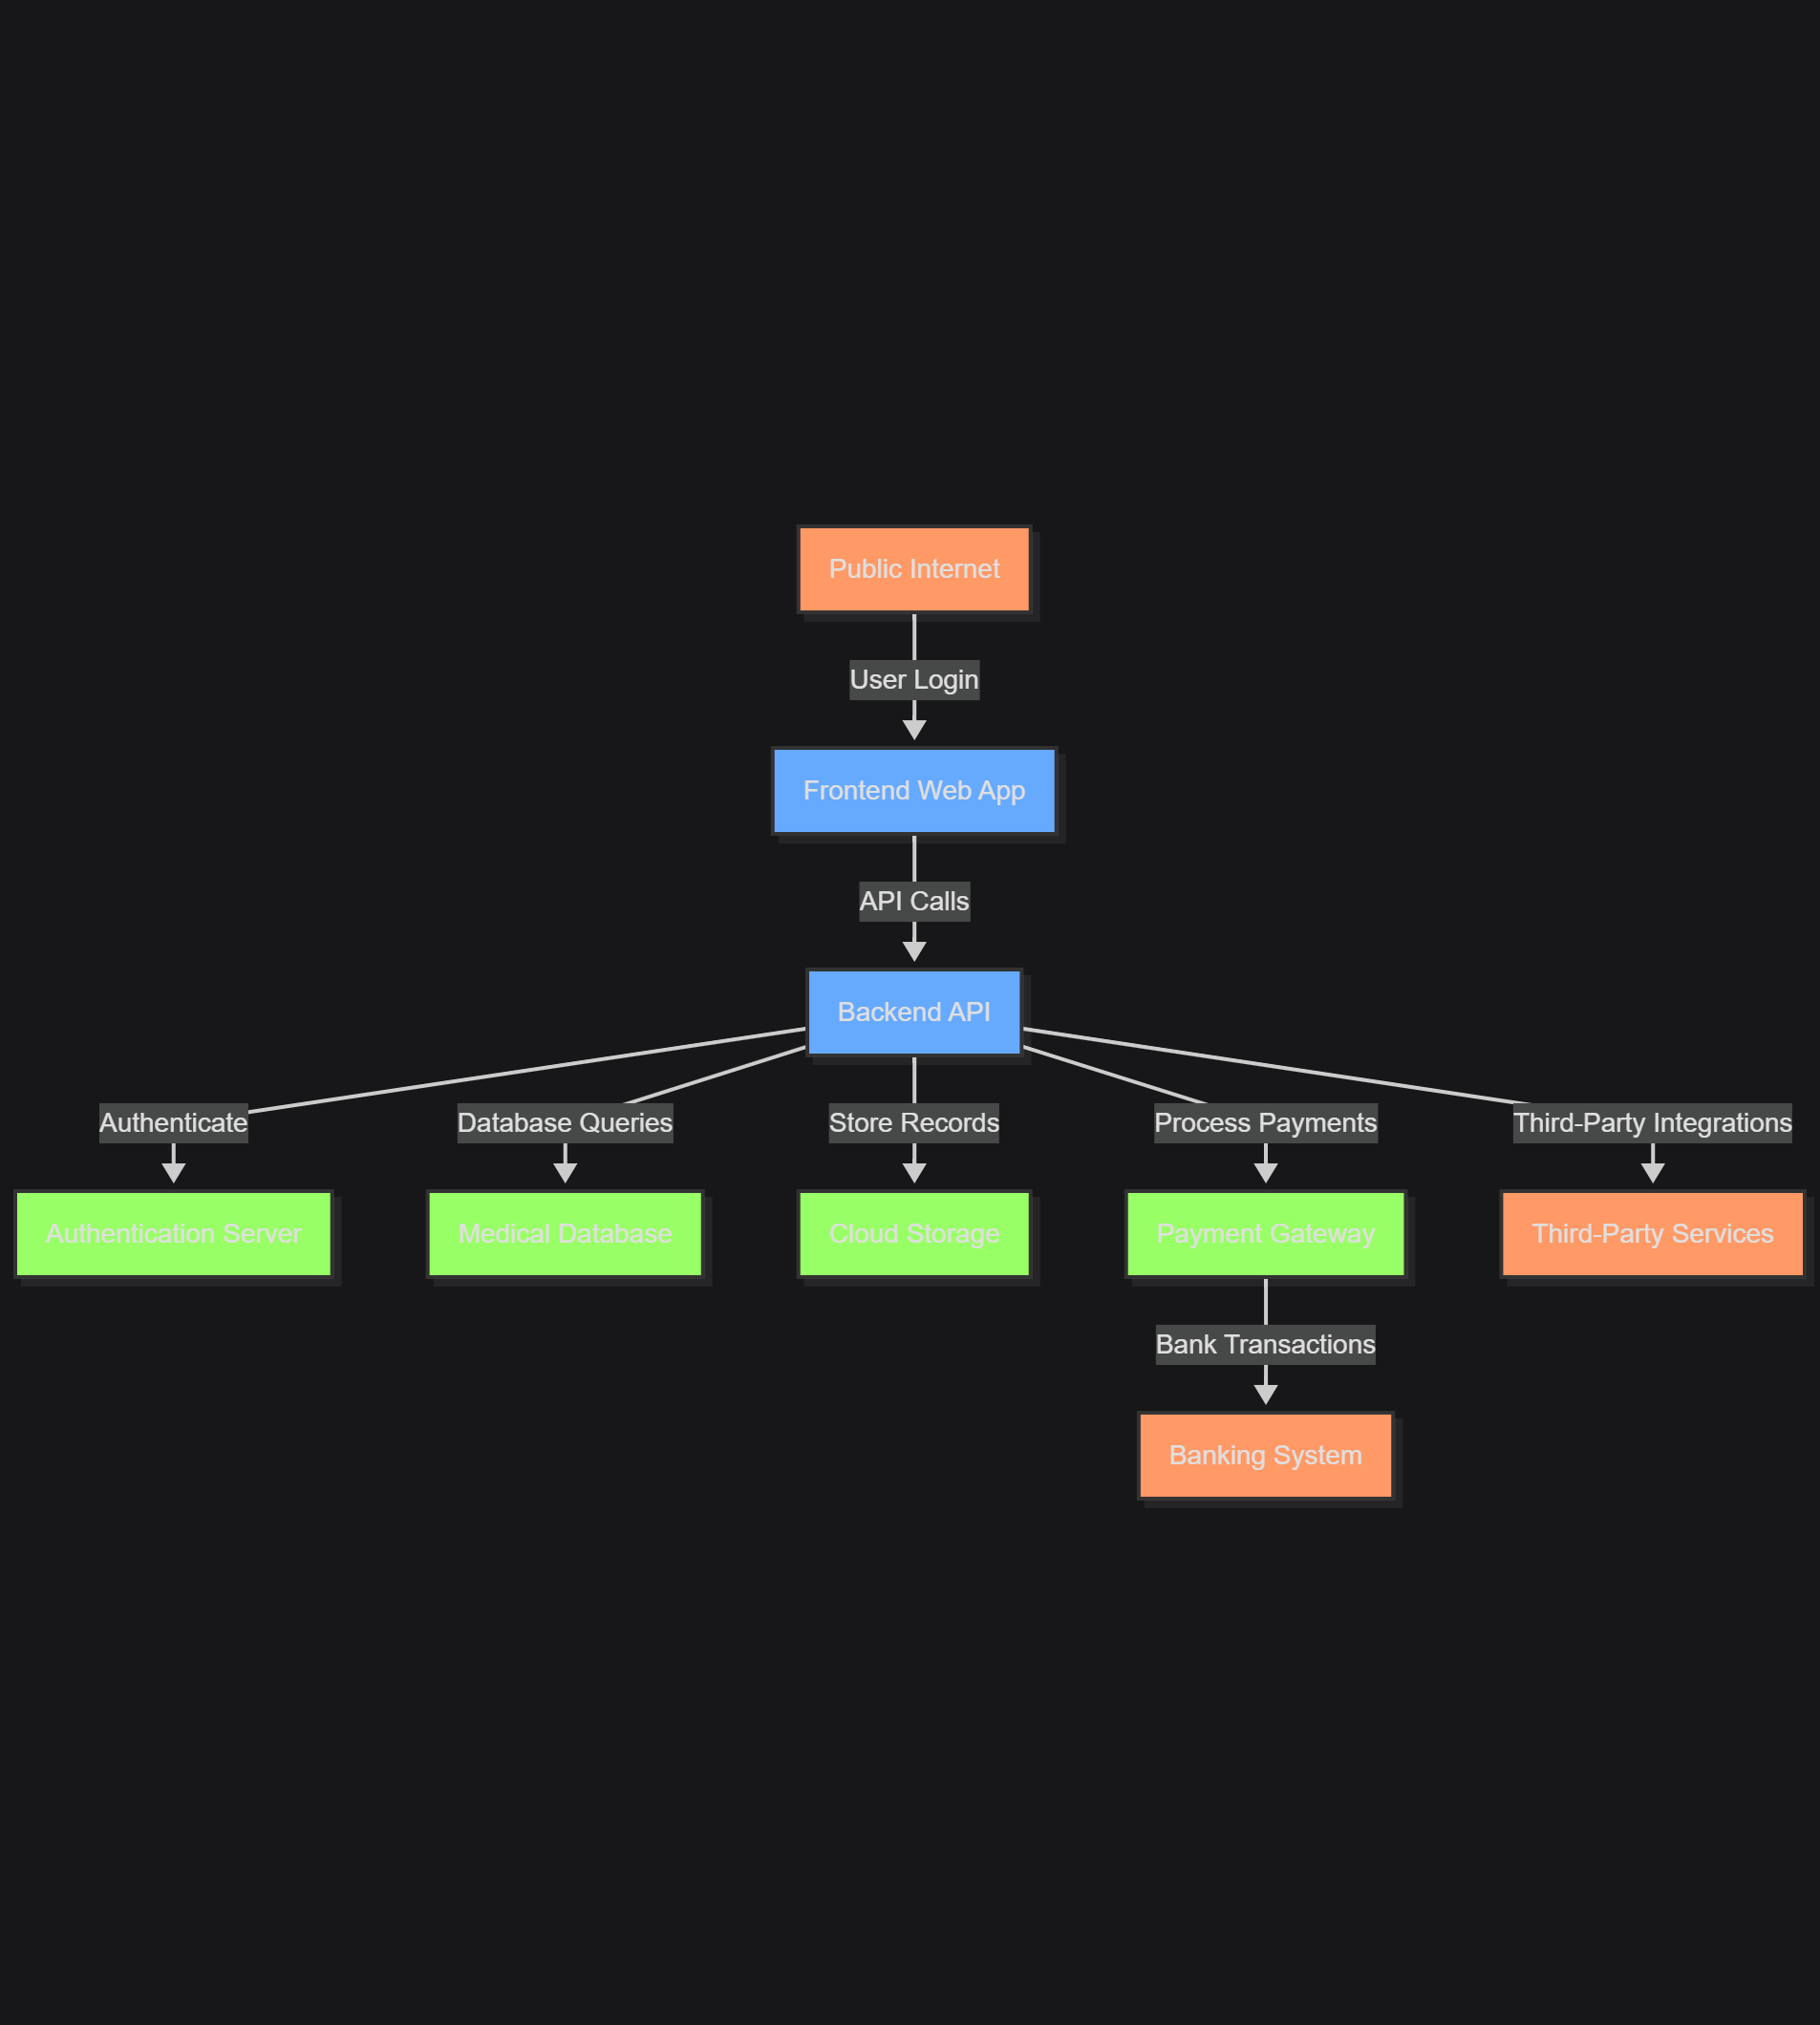 Public Internet
User Login
Frontend Web App
API Calls
Backend API
Authenticate
Database Queries
Store Records
Process Payments
Third-Party Integrations
Authentication Server
Medical Database
Cloud Storage
Payment Gateway
Third-Party Services
Bank Transactions
Banking System